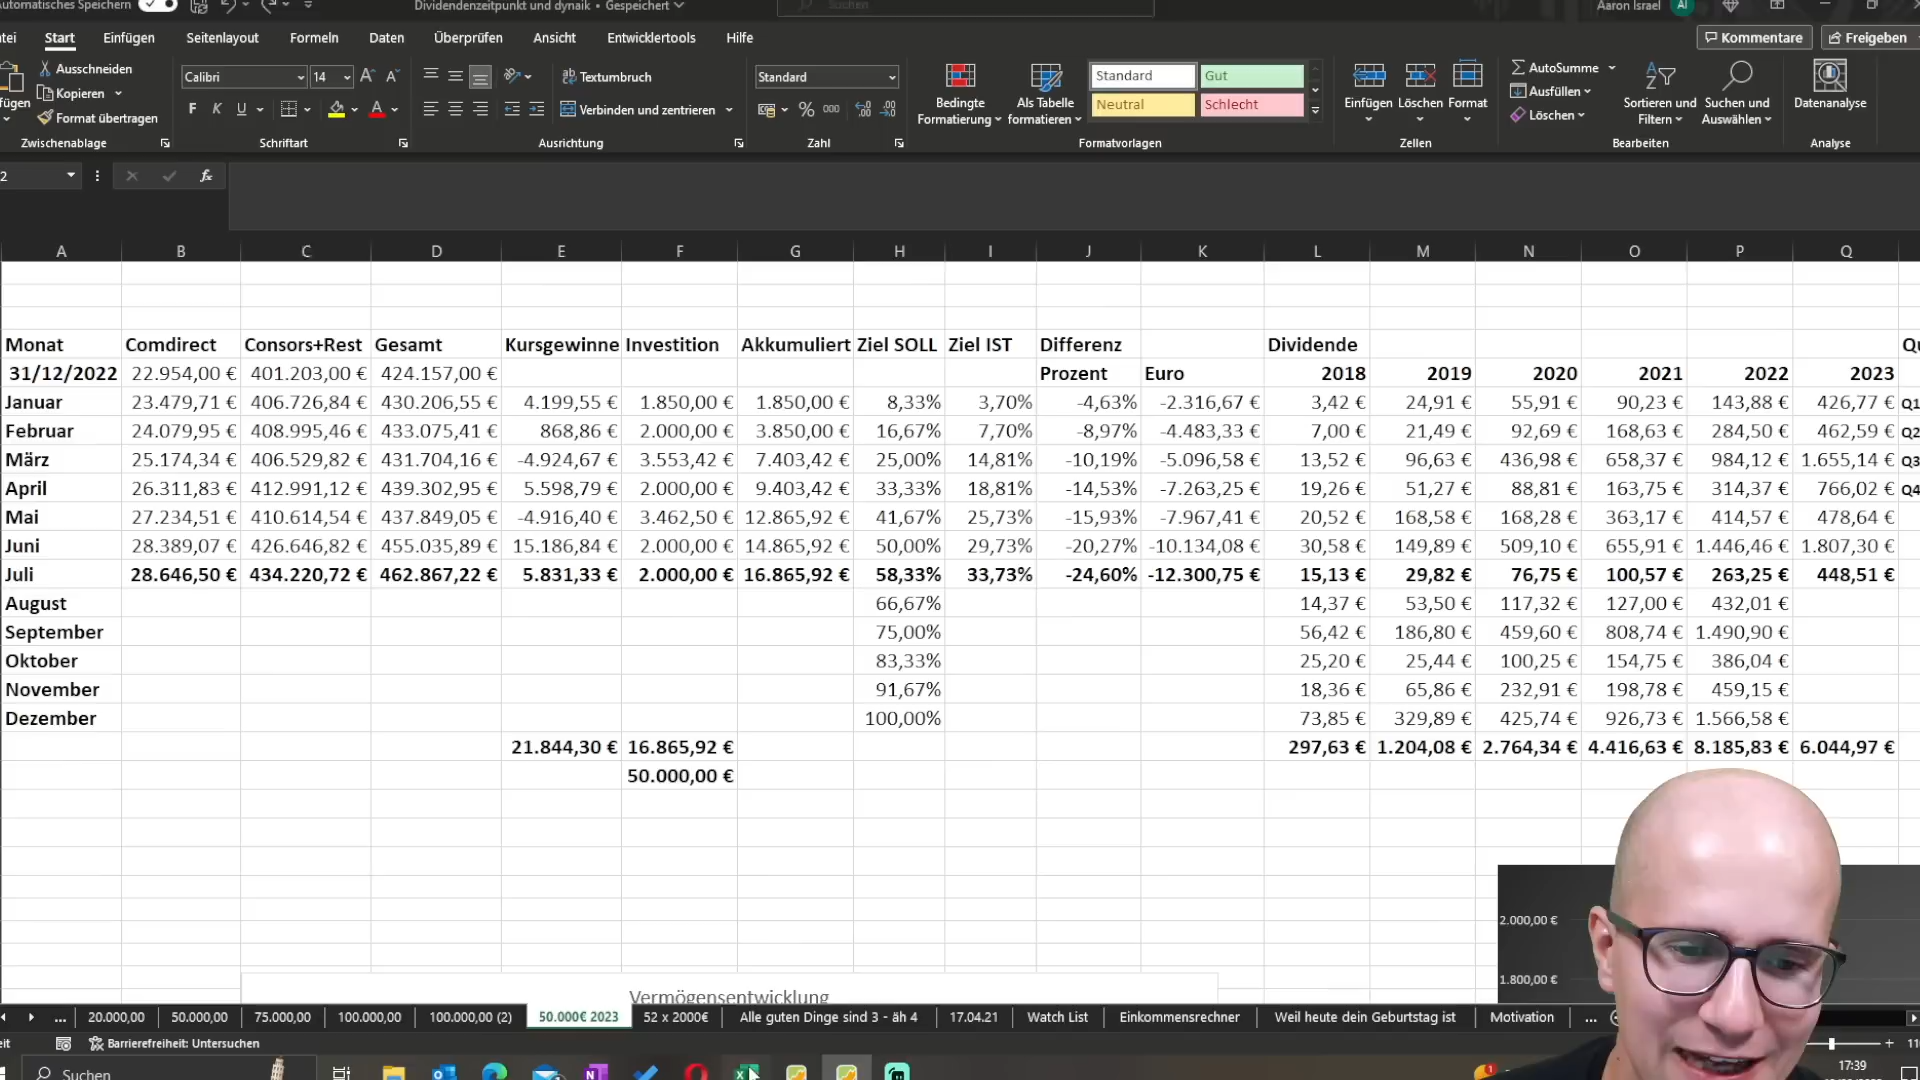 automatisches Speichern
Dividendenzeitpunkt und dynaik • Gespeichert
Suchen
Aaron Israel
AI
tei
Start
Einfügen
Seitenlayout
Formeln
Daten
Überprüfen
Ansicht
Entwicklertools
Hilfe
Kommentare
Freigeben
fügen
Ausschneiden
Kopieren
Format übertragen
Zwischenablage
Calibri
14
F K U
Schriftart
Textumbruch
Verbinden und zentrieren
Ausrichtung
Standard
% 000
Zahl
Bedingte
Formatierung
Als Tabelle
formatieren
Standard
Gut
Neutral
Schlecht
Formatvorlagen
Einfügen
Löschen
Format
Zellen
AutoSumme
Ausfüllen
Löschen
Sortieren und
Filtern
Suchen und
Auswählen
Bearbeiten
Datenanalyse
Analyse
2
fx
A B C D E F G H I J K L M N O P Q
Monat Comdirect Consors+Rest Gesamt Kursgewinne Investition Akkumuliert Ziel SOLL Ziel IST Differenz Dividende Qu
31/12/2022 22.954,00 € 401.203,00 € 424.157,00 € Prozent Euro 2018 2019 2020 2021 2022 2023
Januar 23.479,71 € 406.726,84 € 430.206,55 € 4.199,55 € 1.850,00 € 1.850,00 € 8,33% 3,70% -4,63% -2.316,67 € 3,42 € 24,91 € 55,91 € 90,23 € 143,88 € 426,77 € Q1
Februar 24.079,95 € 408.995,46 € 433.075,41 € 868,86 € 2.000,00 € 3.850,00 € 16,67% 7,70% -8,97% -4.483,33 € 7,00 € 21,49 € 92,69 € 168,63 € 284,50 € 462,59 € Q2
März 25.174,34 € 406.529,82 € 431.704,16 € -4.924,67 € 3.553,42 € 7.403,42 € 25,00% 14,81% -10,19% -5.096,58 € 13,52 € 96,63 € 436,98 € 658,37 € 984,12 € 1.655,14 € Q3
April 26.311,83 € 412.991,12 € 439.302,95 € 5.598,79 € 2.000,00 € 9.403,42 € 33,33% 18,81% -14,53% -7.263,25 € 19,26 € 51,27 € 88,81 € 163,75 € 314,37 € 766,02 € Q4
Mai 27.234,51 € 410.614,54 € 437.849,05 € -4.916,40 € 3.462,50 € 12.865,92 € 41,67% 25,73% -15,93% -7.967,41 € 20,52 € 168,58 € 168,28 € 363,17 € 414,57 € 478,64 €
Juni 28.389,07 € 426.646,82 € 455.035,89 € 15.186,84 € 2.000,00 € 14.865,92 € 50,00% 29,73% -20,27% -10.134,08 € 30,58 € 149,89 € 509,10 € 655,91 € 1.446,46 € 1.807,30 €
Juli 28.646,50 € 434.220,72 € 462.867,22 € 5.831,33 € 2.000,00 € 16.865,92 € 58,33% 33,73% -24,60% -12.300,75 € 15,13 € 29,82 € 76,75 € 100,57 € 263,25 € 448,51 €
August 66,67% 14,37 € 53,50 € 117,32 € 127,00 € 432,01 €
September 75,00% 56,42 € 186,80 € 459,60 € 808,74 € 1.490,90 €
Oktober 83,33% 25,20 € 25,44 € 100,25 € 154,75 € 386,04 €
November 91,67% 18,36 € 65,86 € 232,91 € 198,78 € 459,15 €
Dezember 100,00% 73,85 € 329,89 € 425,74 € 926,73 € 1.566,58 €
21.844,30 € 16.865,92 € 297,63 € 1.204,08 € 2.764,34 € 4.416,63 € 8.185,83 € 6.044,97 €
50.000,00 €
2.000,00 €
1.800,00 €
Vermögensentwicklung
... 20.000,00 50.000,00 75.000,00 100.000,00 100.000,00 (2) 50.000€ 2023 52 x 2000€ Alle guten Dinge sind 3 - äh 4 17.04.21 Watch List Einkommensrechner Weil heute dein Geburtstag ist Motivation ...
eit
Barrierefreiheit: Untersuchen
Suchen
1
17:39